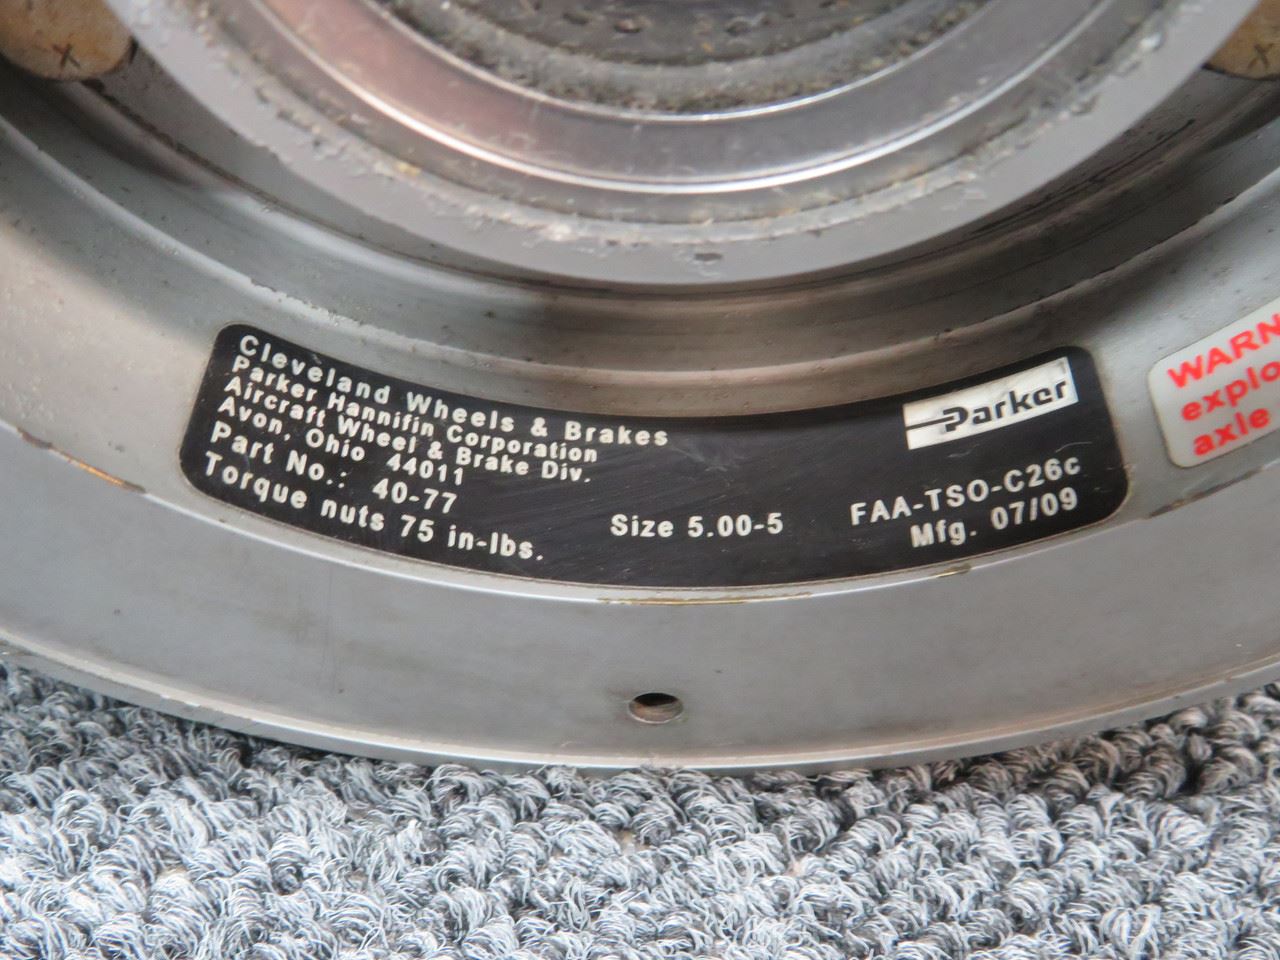 Cleveland Wheels & Brakes
Parker Hannifin Corporation
Aircraft Wheel & Brake Div.
Avon, Ohio 44011
Part No.: 40-77
Torque nuts 75 in-lbs.
Size 5.00-5
Parker
FAA-TSO-C26c
Mfg. 07/09
WARN
explo
axle
x
x